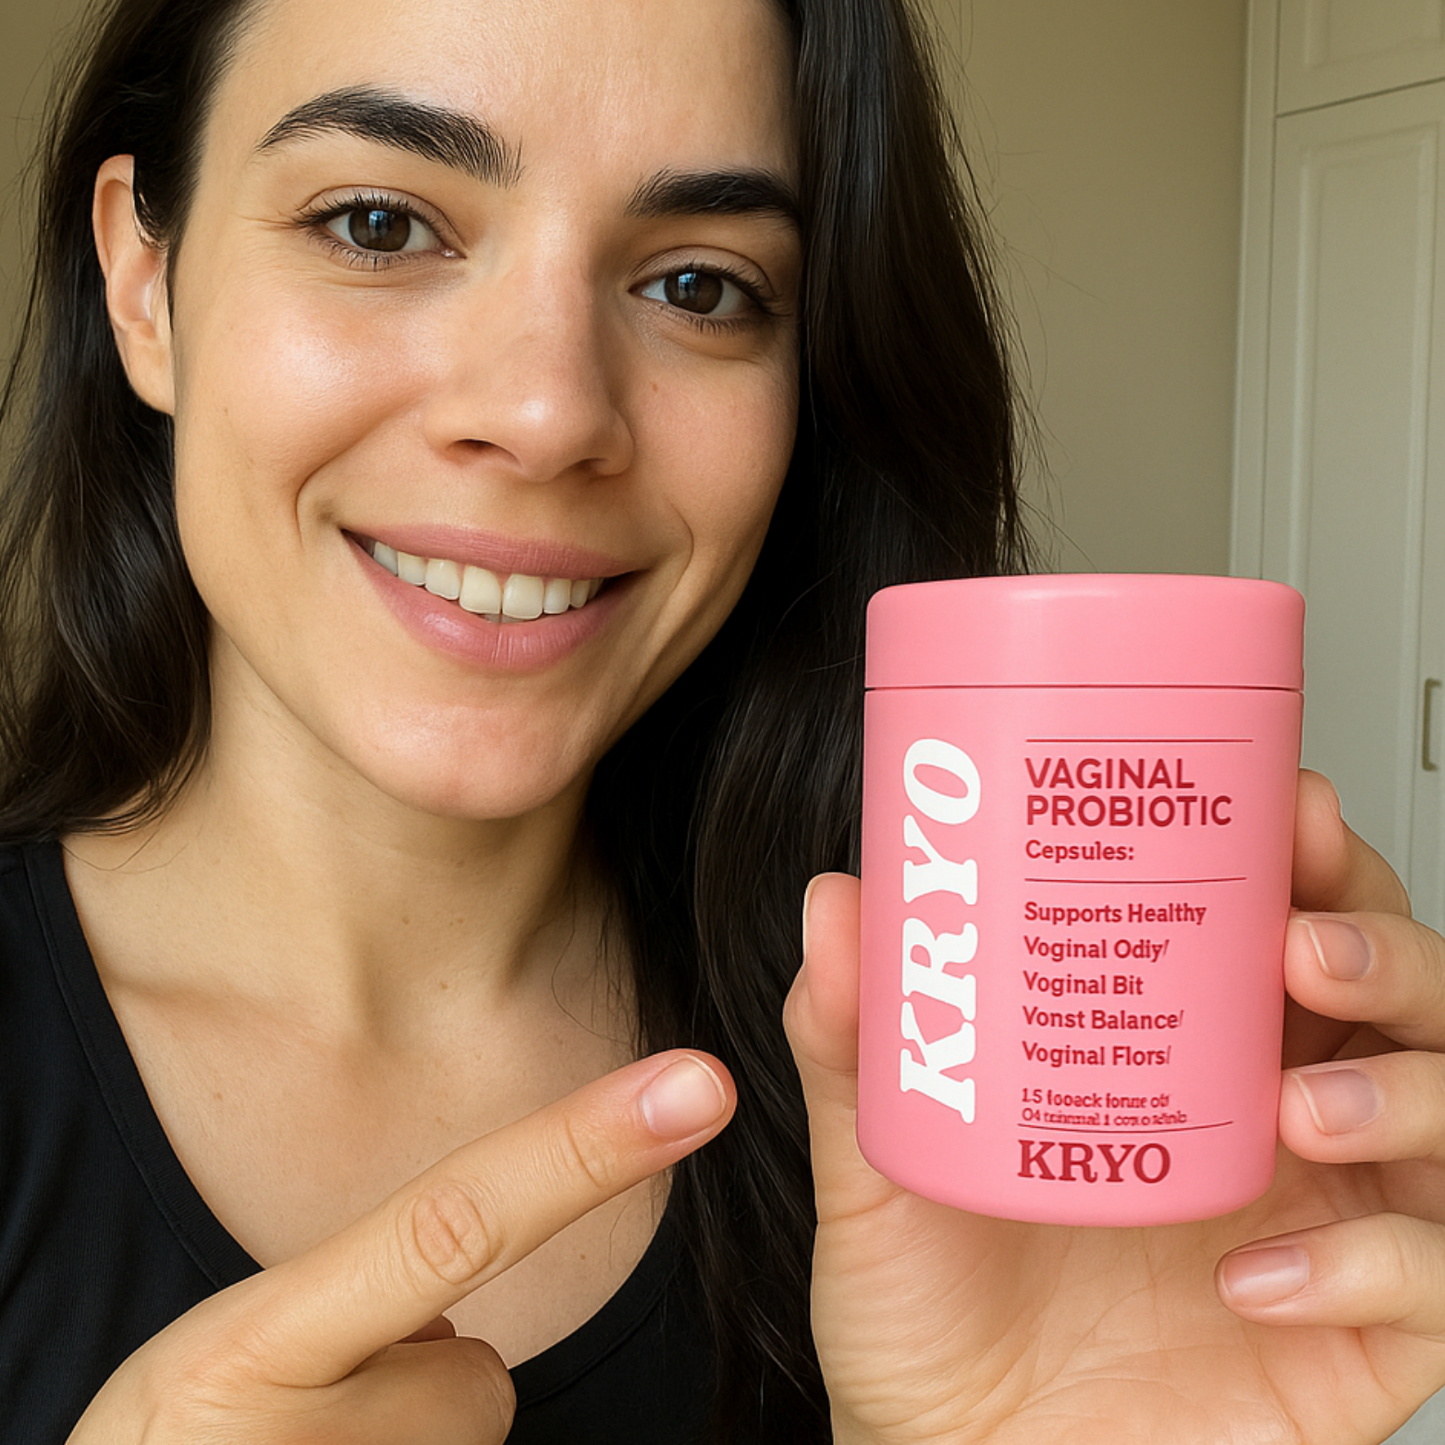 KRYO
VAGINAL
PROBIOTIC
Cepsules:
Supports Healthy
Voginal Odiy/
Voginal Bit
Vonst Balance/
Voginal Flors/
KRYO